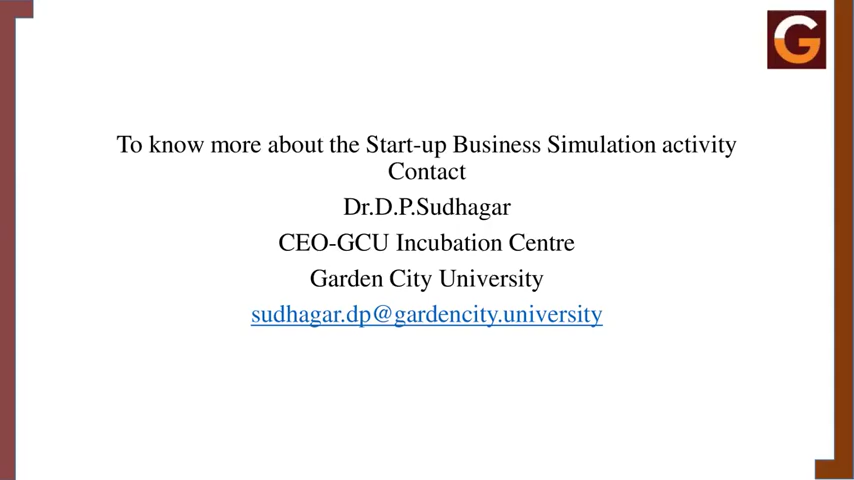 G
To know more about the Start-up Business Simulation activity
Contact
Dr.D.P.Sudhagar
CEO-GCU Incubation Centre
Garden City University
sudhagar.dp@gardencity.university